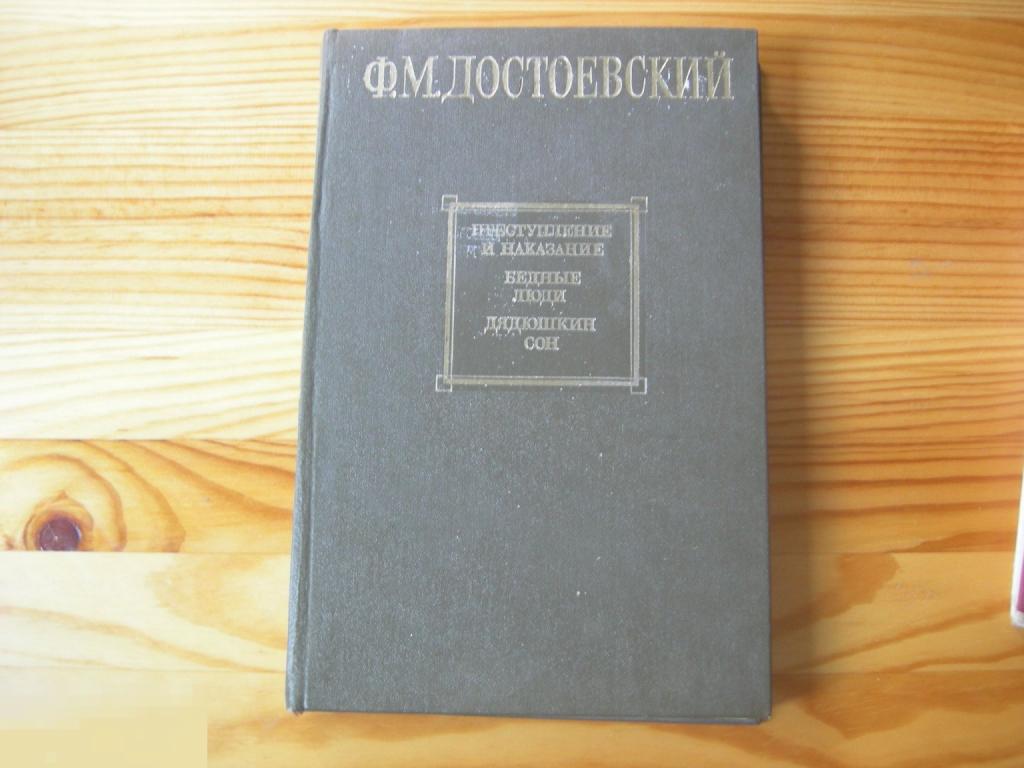 Ф.М.ДОСТОЕВСКИЙ
ПРЕСТУПЛЕНИЕ
И НАКАЗАНИЕ
БЕДНЫЕ
ЛЮДИ
ДЯДЮШКИН
СОН